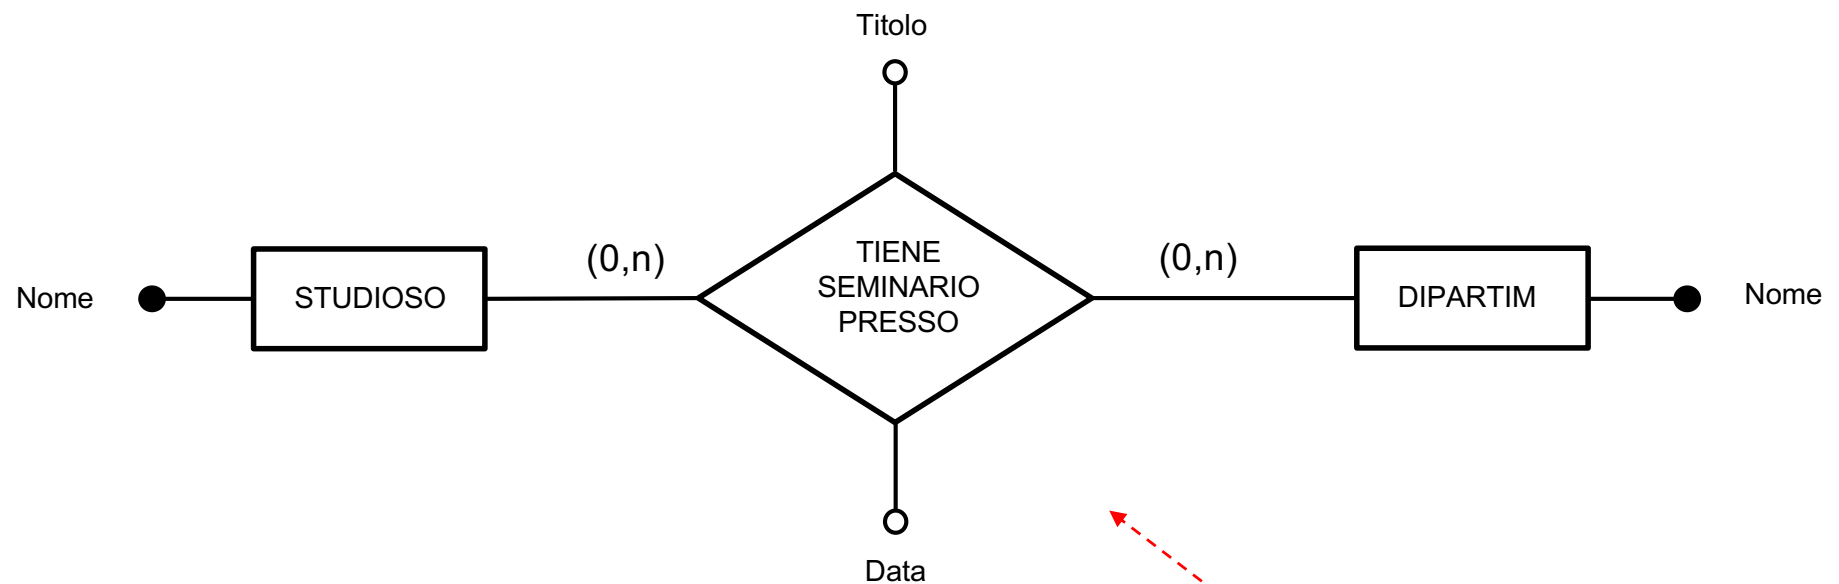 Titolo
Nome
STUDIOSO
(0,n)
TIENE
SEMINARIO
PRESSO
(0,n)
DIPARTIM
Nome
Data